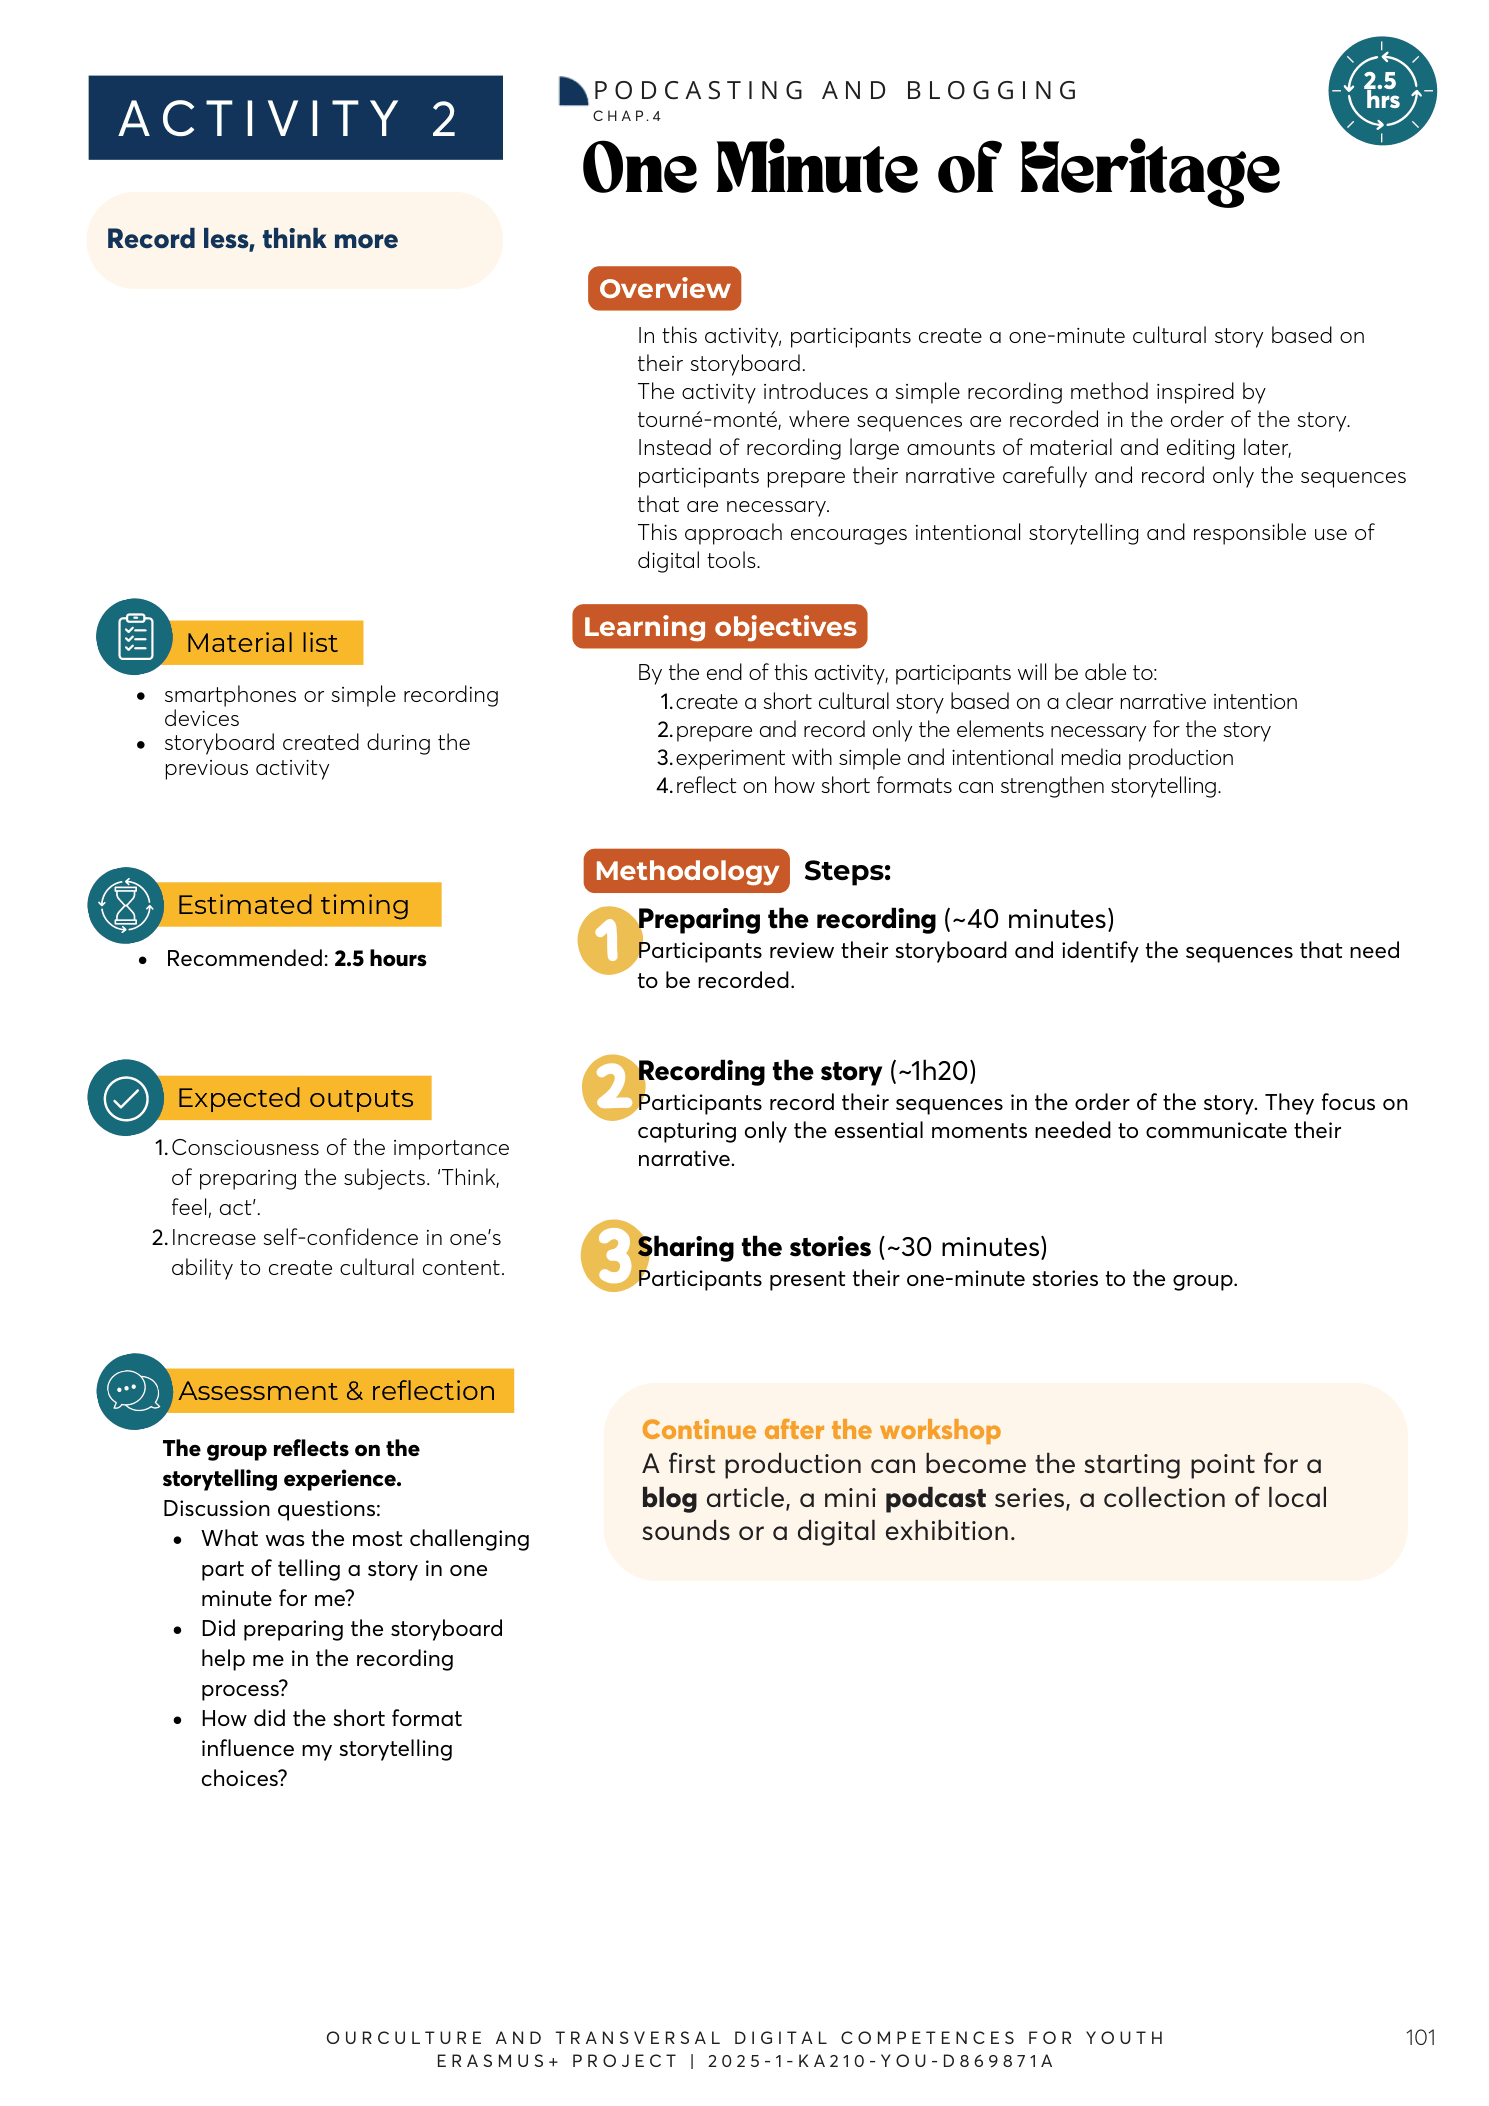 ACTIVITY 2
Record less, think more
PODCASTING AND BLOGGING
CHAP.4
One Minute of Heritage
2.5
hrs
Overview
In this activity, participants create a one-minute cultural story based on
their storyboard.
The activity introduces a simple recording method inspired by
tourné-monté, where sequences are recorded in the order of the story.
Instead of recording large amounts of material and editing later,
participants prepare their narrative carefully and record only the sequences
that are necessary.
This approach encourages intentional storytelling and responsible use of
digital tools.
Material list
• smartphones or simple recording
devices
• storyboard created during the
previous activity
Learning objectives
By the end of this activity, participants will be able to:
1. create a short cultural story based on a clear narrative intention
2. prepare and record only the elements necessary for the story
3. experiment with simple and intentional media production
4. reflect on how short formats can strengthen storytelling.
Estimated timing
• Recommended: 2.5 hours
Methodology Steps:
1 Preparing the recording (~40 minutes)
Participants review their storyboard and identify the sequences that need
to be recorded.
2 Recording the story (~1h20)
Participants record their sequences in the order of the story. They focus on
capturing only the essential moments needed to communicate their
narrative.
3 Sharing the stories (~30 minutes)
Participants present their one-minute stories to the group.
Expected outputs
1. Consciousness of the importance
of preparing the subjects. ‘Think,
feel, act’.
2. Increase self-confidence in one’s
ability to create cultural content.
Assessment & reflection
The group reflects on the
storytelling experience.
Discussion questions:
• What was the most challenging
part of telling a story in one
minute for me?
• Did preparing the storyboard
help me in the recording
process?
• How did the short format
influence my storytelling
choices?
Continue after the workshop
A first production can become the starting point for a
blog article, a mini podcast series, a collection of local
sounds or a digital exhibition.
OURCULTURE AND TRANSVERSAL DIGITAL COMPETENCES FOR YOUTH
ERASMUS+ PROJECT | 2025-1-KA210-YOU-D869871A
101